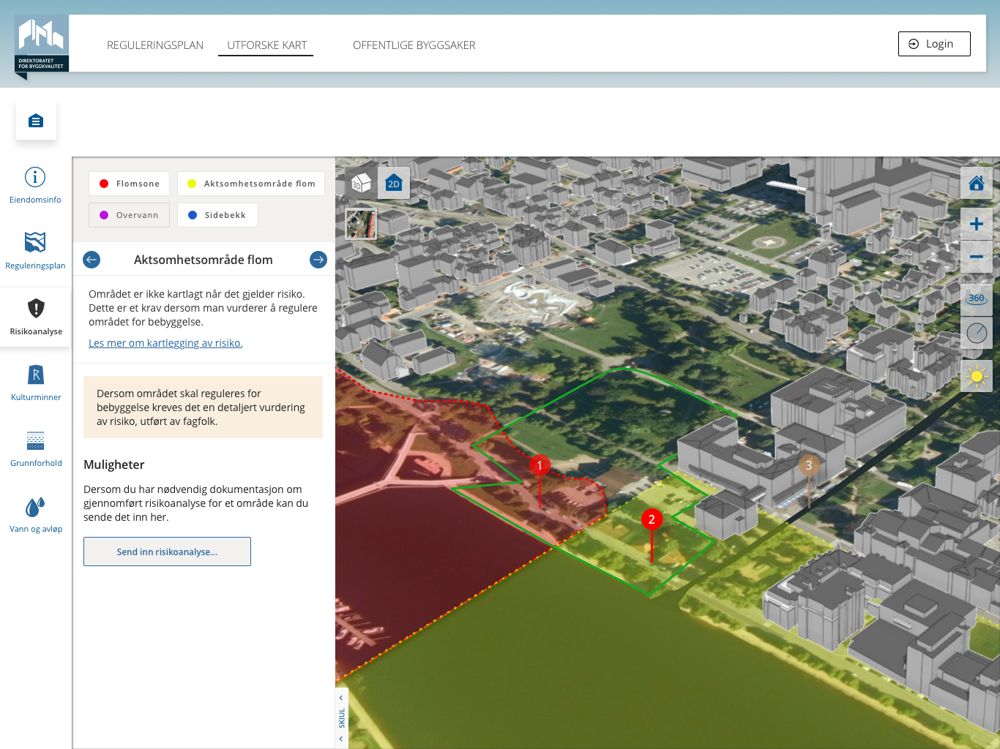 DIREKTORATET
FOR BYGGKVALITET
REGULERINGSPLAN
UTFORSKE KART
OFFENTLIGE BYGGSAKER
Login
Eiendomsinfo
Reguleringsplan
Risikoanalyse
Kulturminner
Grunnforhold
Vann og avløp
Flomsone
Aktsomhetsområde flom
Overvann
Sidebekk
Aktsomhetsområde flom
Området er ikke kartlagt når det gjelder risiko.
Dette er et krav dersom man vurderer å regulere
området for bebyggelse.
Les mer om kartlegging av risiko.
Dersom området skal reguleres for
bebyggelse kreves det en detaljert vurdering
av risiko, utført av fagfolk.
Muligheter
Dersom du har nødvendig dokumentasjon om
gjennomført risikoanalyse for et område kan du
sende det inn her.
Send inn risikoanalyse...
SKJUL
3D
2D
360
1
2
3